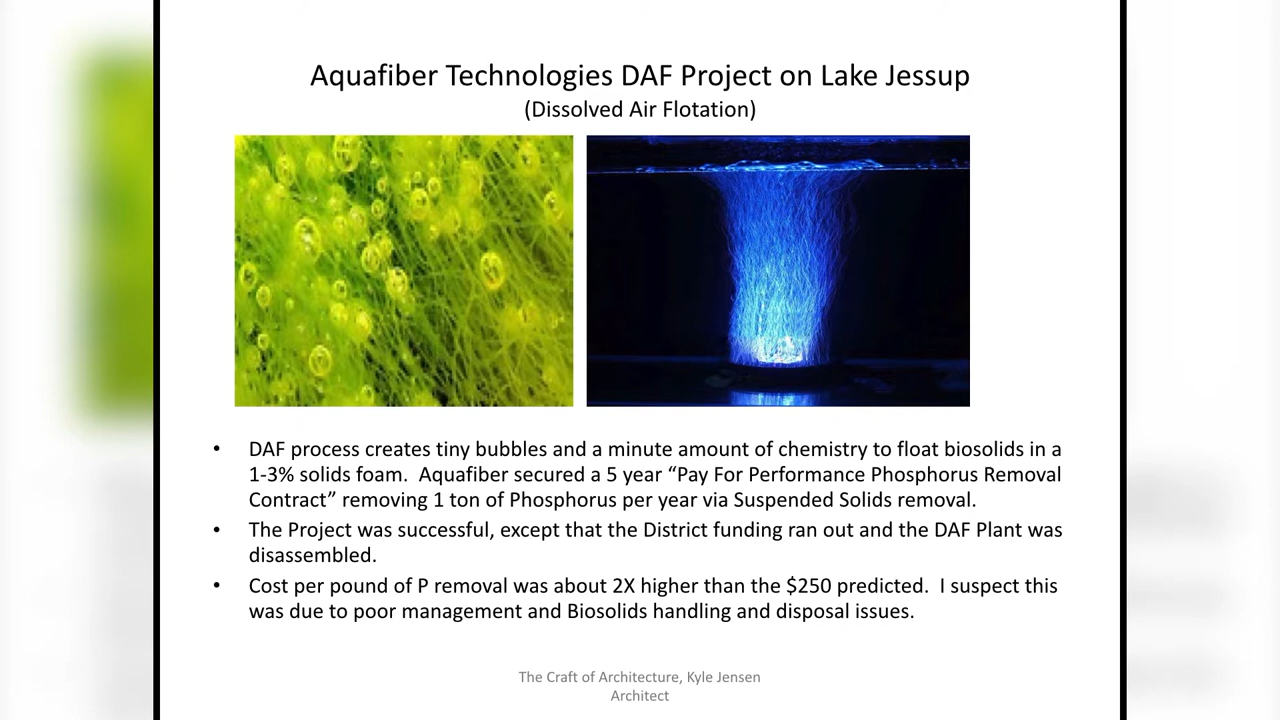 Aquafiber Technologies DAF Project on Lake Jessup
(Dissolved Air Flotation)
• DAF process creates tiny bubbles and a minute amount of chemistry to float biosolids in a
1-3% solids foam.  Aquafiber secured a 5 year “Pay For Performance Phosphorus Removal
Contract” removing 1 ton of Phosphorus per year via Suspended Solids removal.
• The Project was successful, except that the District funding ran out and the DAF Plant was
disassembled.
• Cost per pound of P removal was about 2X higher than the $250 predicted.  I suspect this
was due to poor management and Biosolids handling and disposal issues.
The Craft of Architecture, Kyle Jensen
Architect